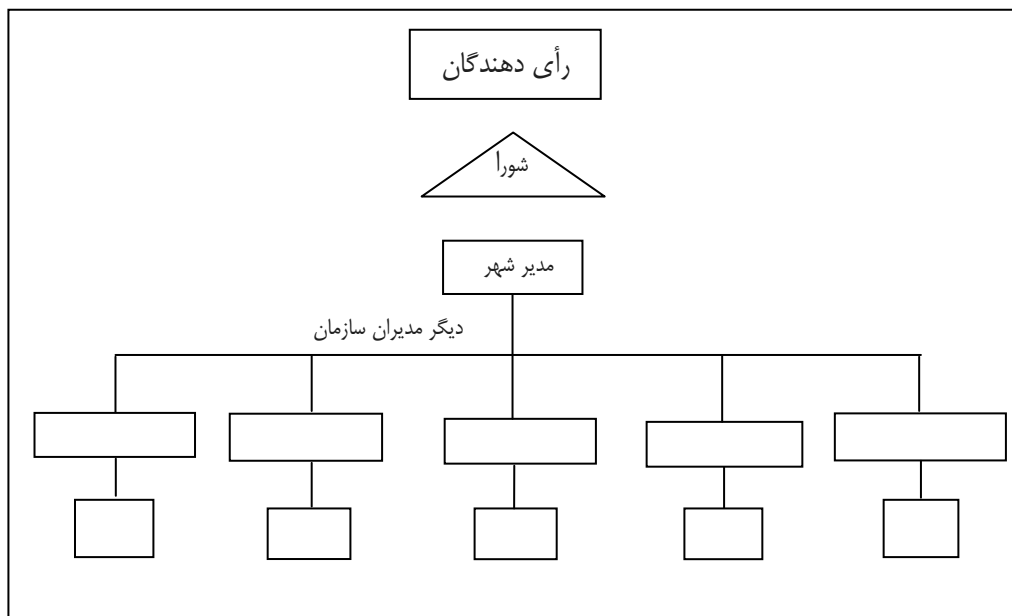 رأی دهندگان
شورا
مدیر شهر
دیگر مدیران سازمان